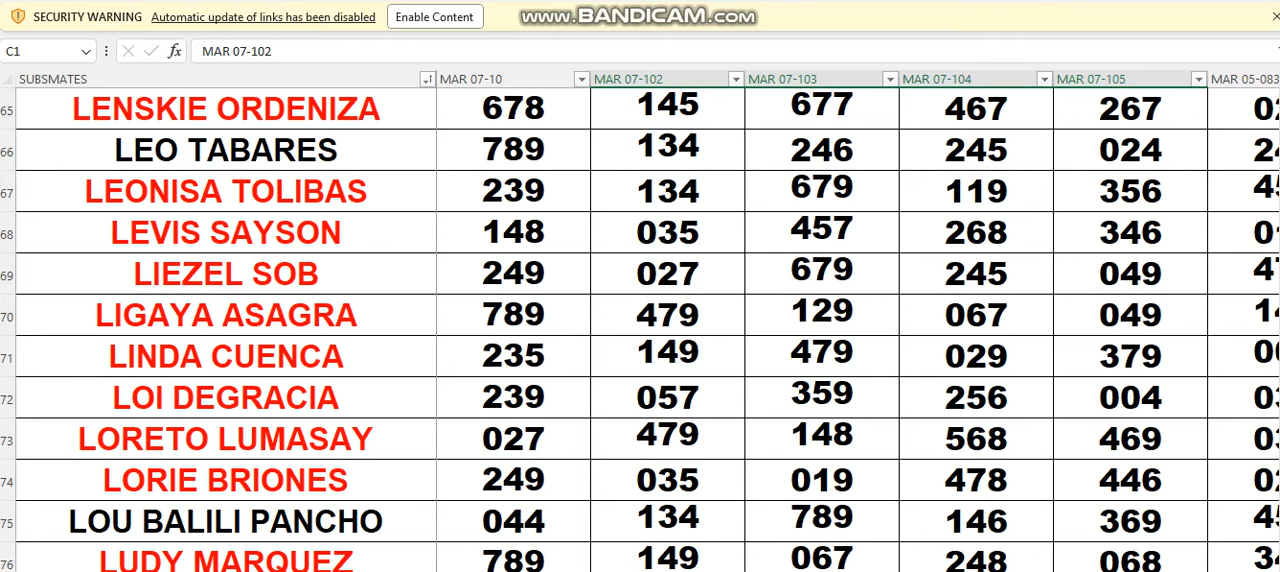 SECURITY WARNING Automatic update of links has been disabled Enable Content www.BANDICAM.com
C1 fx MAR 07-102
SUBSMATES MAR 07-10 MAR 07-102 MAR 07-103 MAR 07-104 MAR 07-105 MAR 05-083
65 LENSKIE ORDENIZA 678 145 677 467 267
66 LEO TABARES 789 134 246 245 024
67 LEONISA TOLIBAS 239 134 679 119 356
68 LEVIS SAYSON 148 035 457 268 346
69 LIEZEL SOB 249 027 679 245 049
70 LIGAYA ASAGRA 789 479 129 067 049
71 LINDA CUENCA 235 149 479 029 379
72 LOI DEGRACIA 239 057 359 256 004
73 LORETO LUMASAY 027 479 148 568 469
74 LORIE BRIONES 249 035 019 478 446
75 LOU BALILI PANCHO 044 134 789 146 369
76 LUDY MARQUEZ 789 149 067 248 068